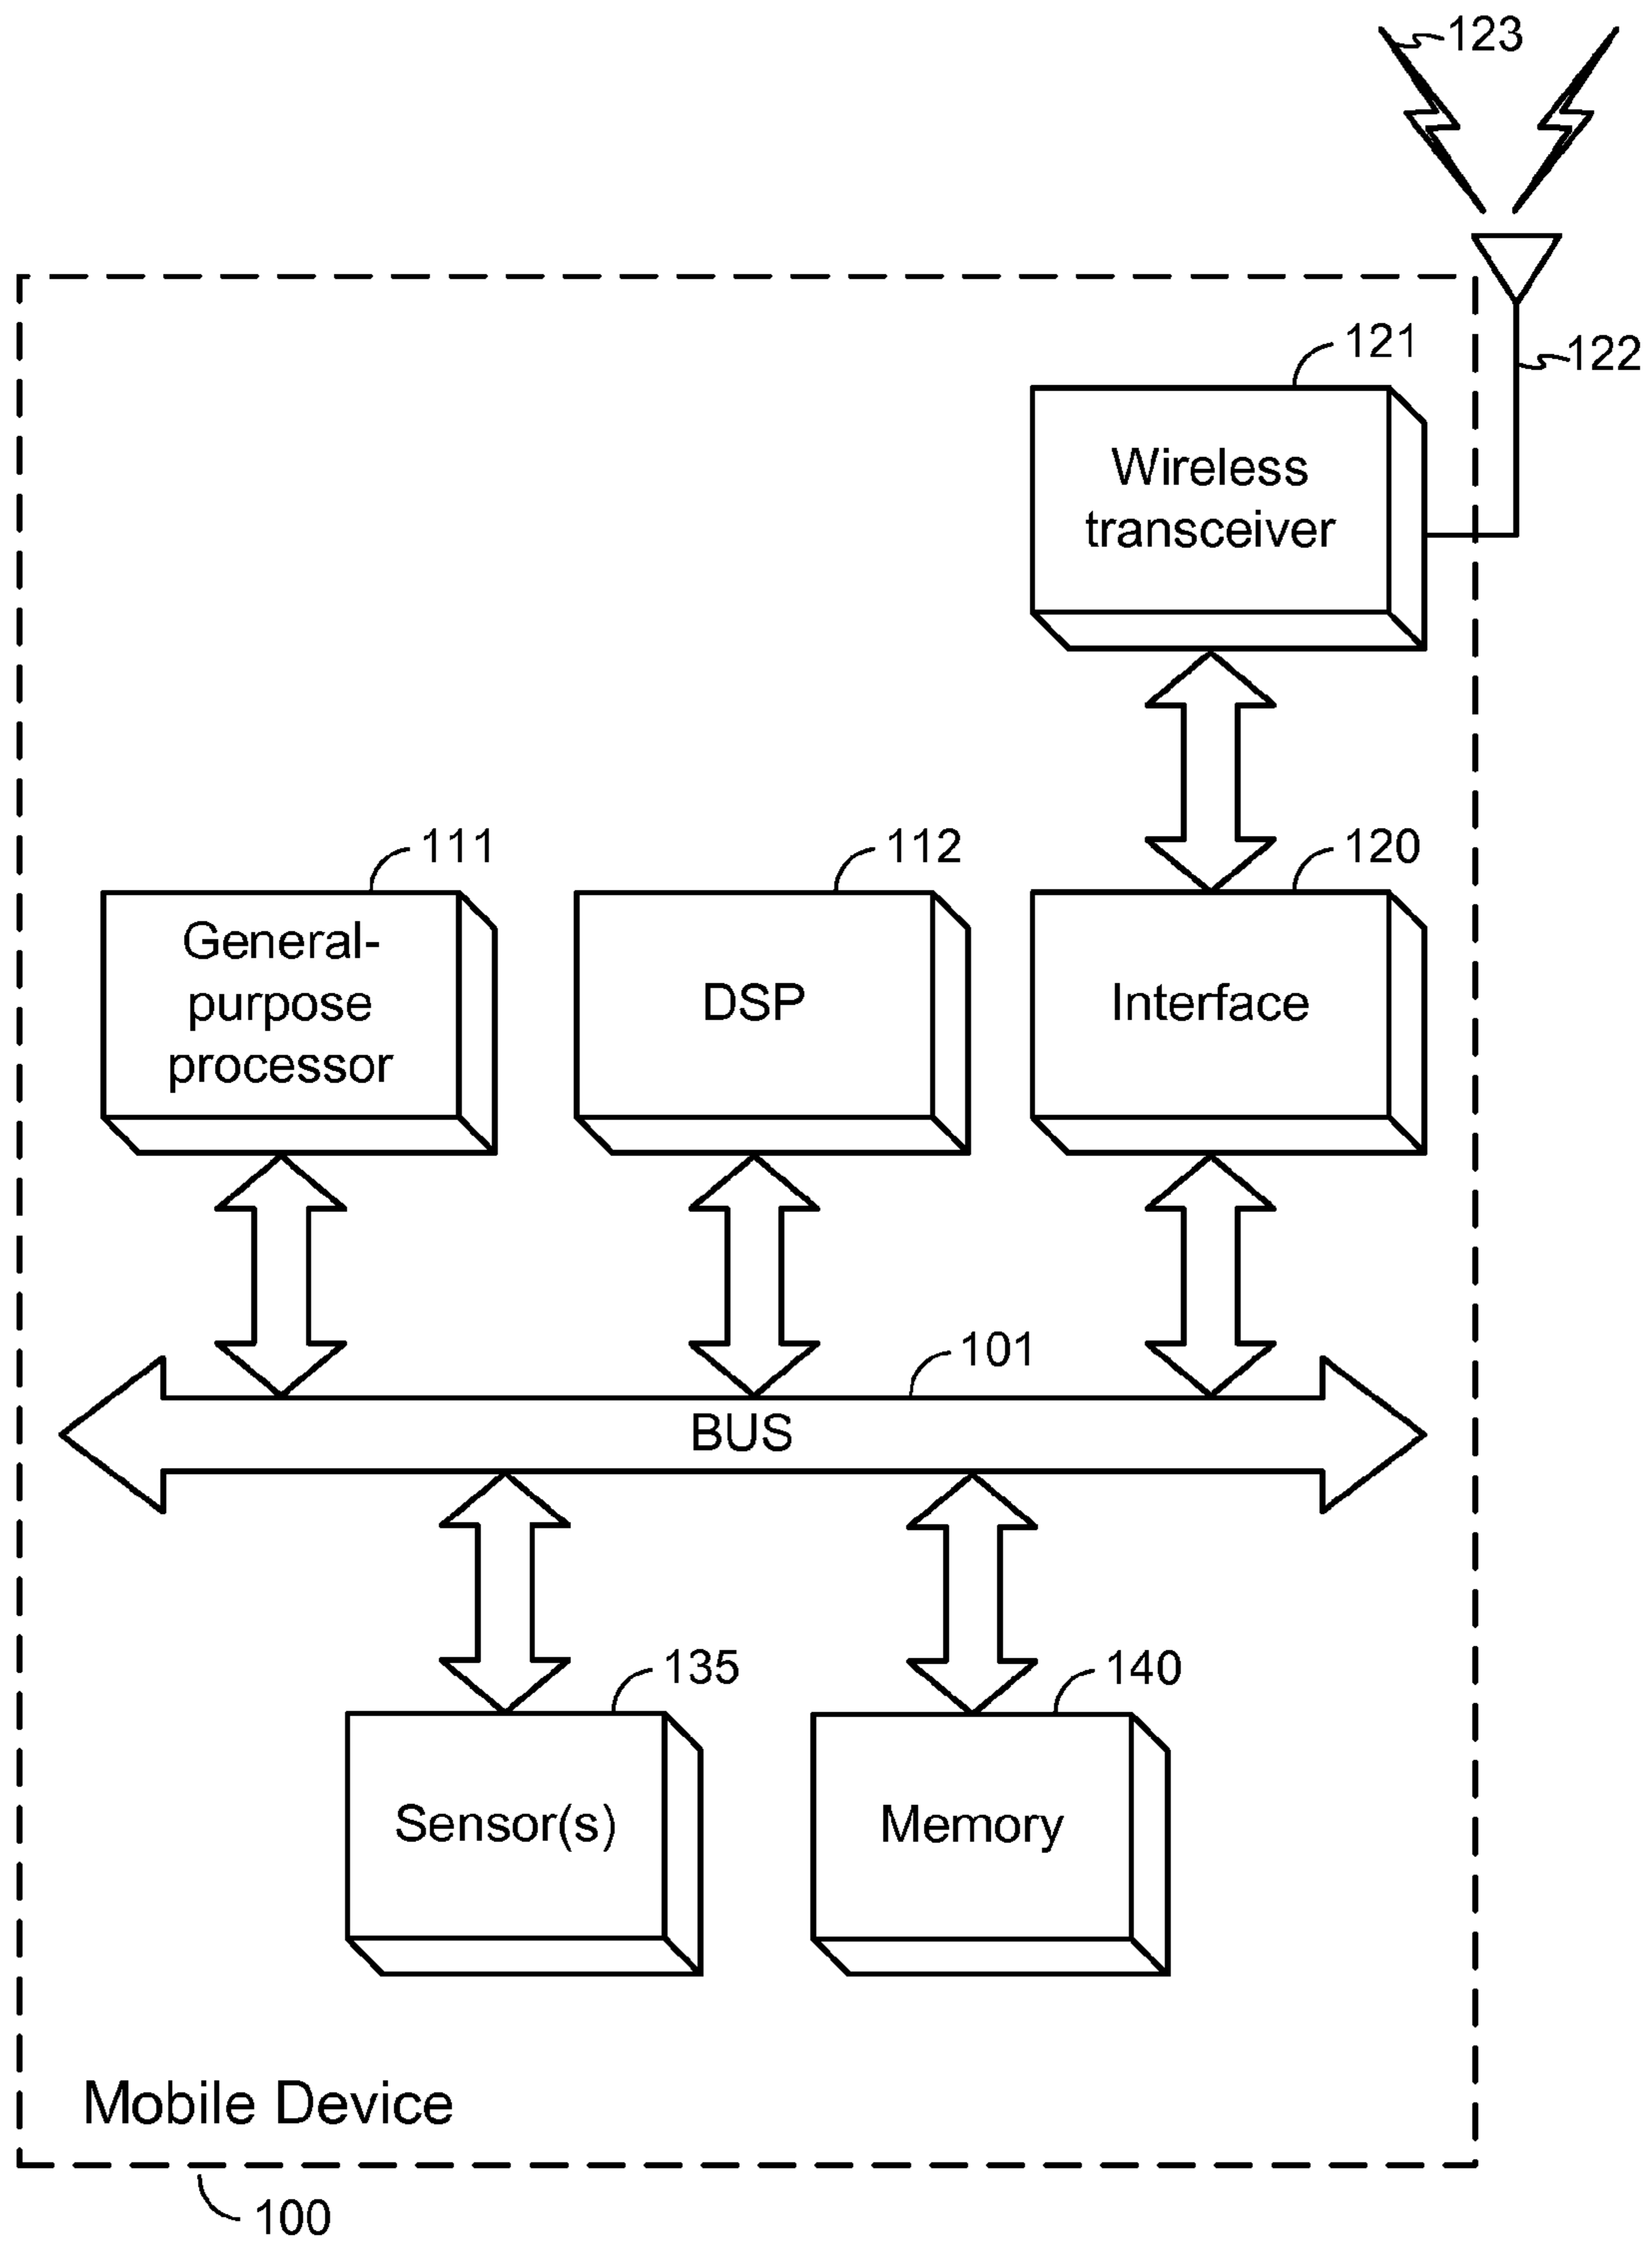 123
121
122
Wireless
transceiver
111
112
120
General-
purpose
processor
DSP
Interface
101
BUS
135
140
Sensor(s)
Memory
Mobile Device
100